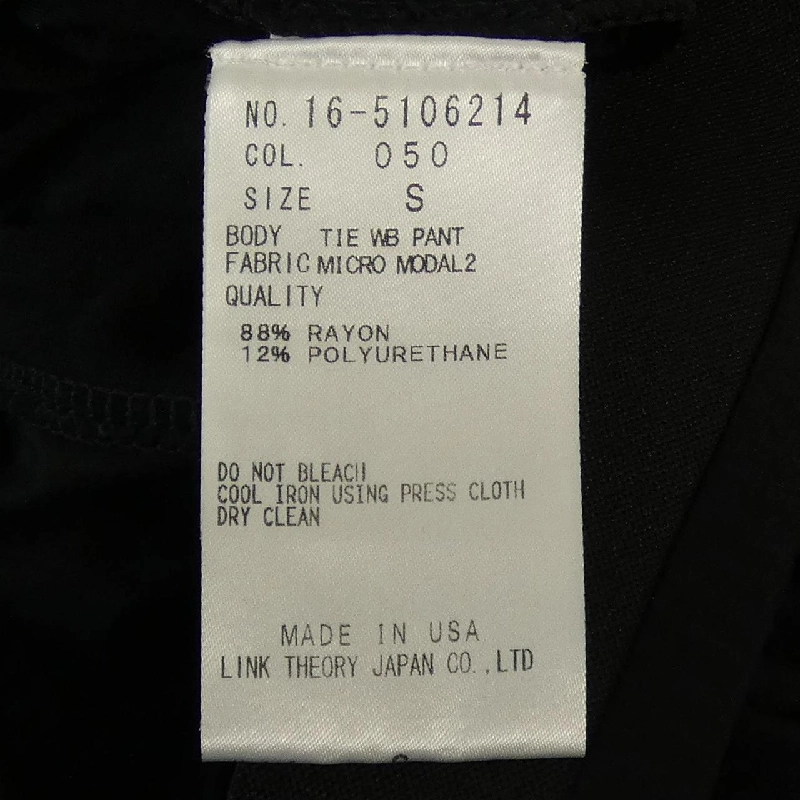 NO. 16-5106214
COL. 050
SIZE S
BODY TIE WB PANT
FABRIC MICRO MODAL2
QUALITY
88% RAYON
12% POLYURETHANE
DO NOT BLEACH
COOL IRON USING PRESS CLOTH
DRY CLEAN
MADE IN USA
LINK THEORY JAPAN CO.,LTD